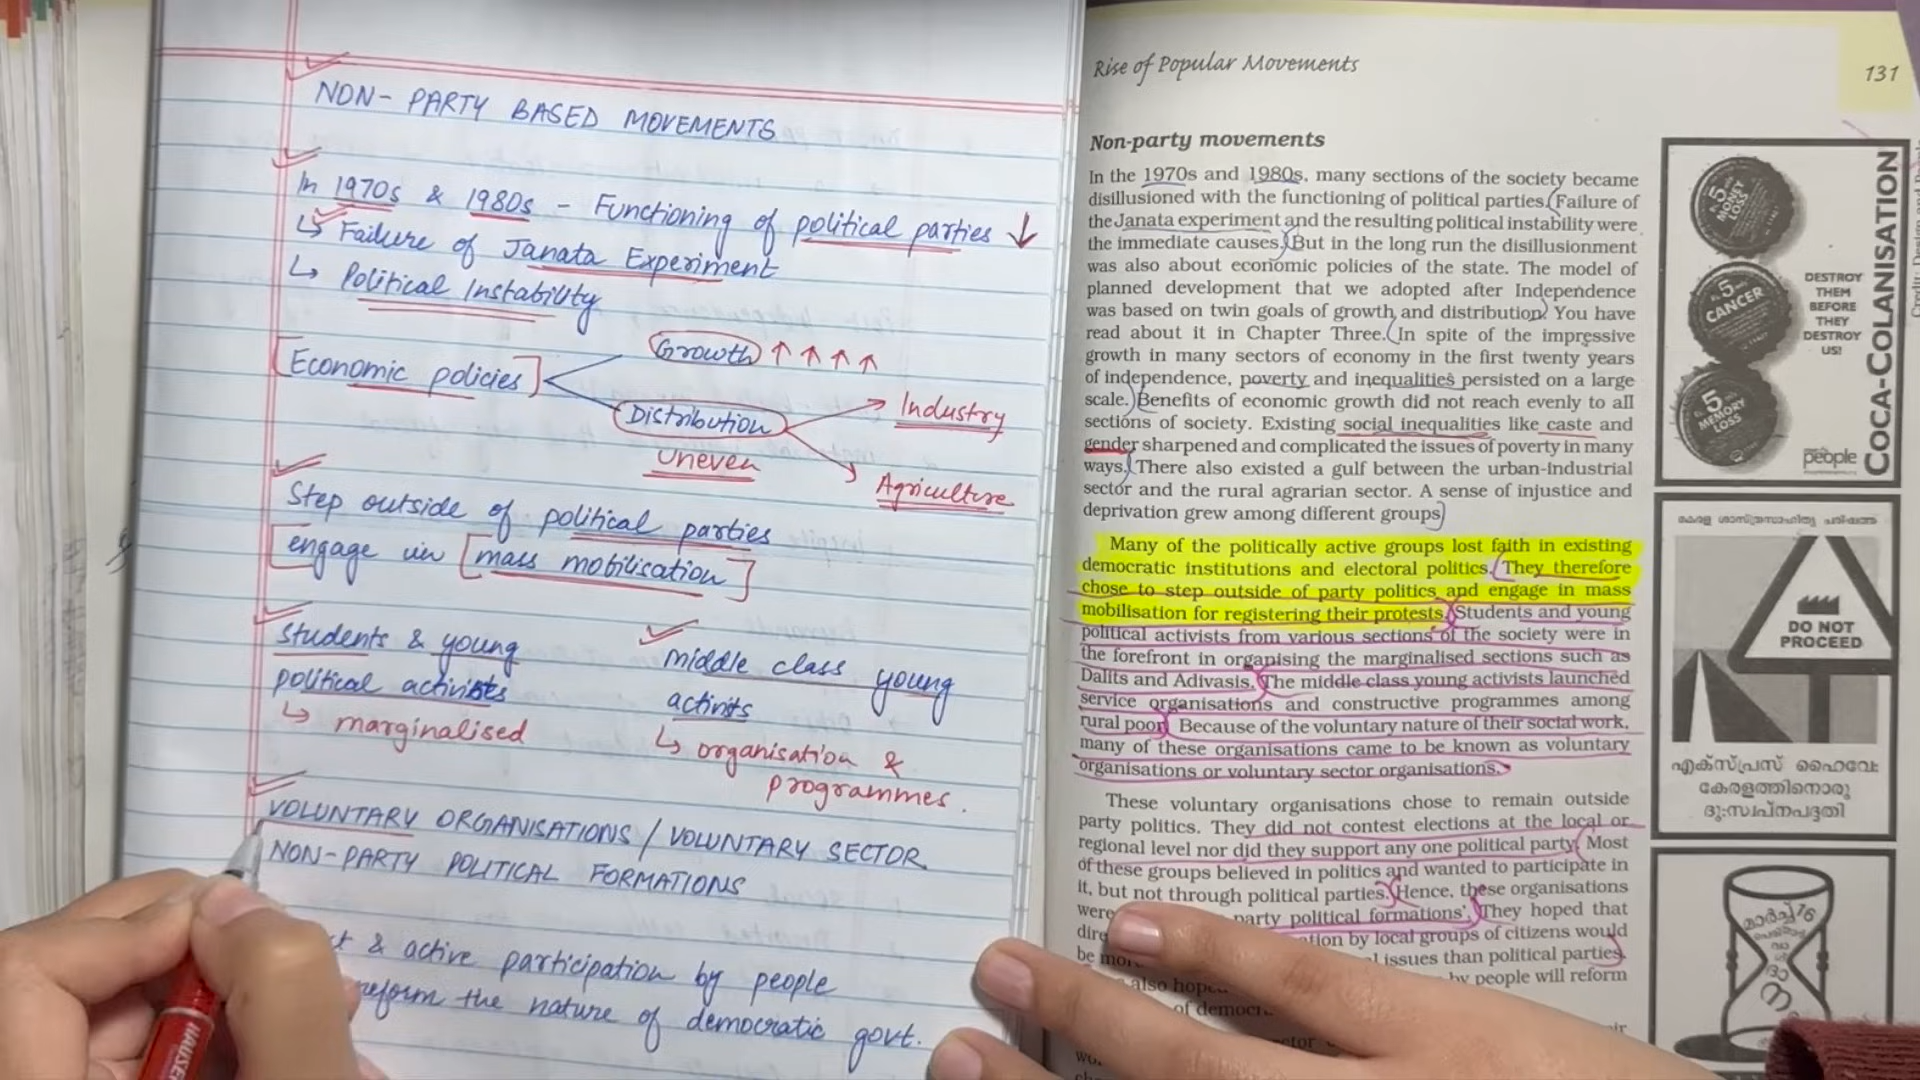 NON-PARTY BASED MOVEMENTS
In 1970s & 1980s - Functioning of political parties ↓
↳ Failure of Janata Experiment
↳ Political Instability
[Economic policies]
Growth ↑ ↑ ↑ ↑
Distribution
Uneven
Industry
Agriculture
Step outside of political parties
engage in [mass mobilisation]
Students & young
political activists
↳ marginalised
Middle class young
activits
↳ organisation &
programmes.
VOLUNTARY ORGANISATIONS / VOLUNTARY SECTOR
NON-PARTY POLITICAL FORMATIONS
& active participation by people
reform the nature of democratic govt.
Rise of Popular Movements
131
Non-party movements
In the 1970s and 1980s, many sections of the society became
disillusioned with the functioning of political parties. Failure of
the Janata experiment and the resulting political instability were
the immediate causes. But in the long run the disillusionment
was also about economic policies of the state. The model of
planned development that we adopted after Independence
was based on twin goals of growth and distribution. You have
read about it in Chapter Three. In spite of the impressive
growth in many sectors of economy in the first twenty years
of independence, poverty and inequalities persisted on a large
scale. Benefits of economic growth did not reach evenly to all
sections of society. Existing social inequalities like caste and
gender sharpened and complicated the issues of poverty in many
ways. There also existed a gulf between the urban-industrial
sector and the rural agrarian sector. A sense of injustice and
deprivation grew among different groups.
Many of the politically active groups lost faith in existing
democratic institutions and electoral politics. They therefore
chose to step outside of party politics and engage in mass
mobilisation for registering their protests. Students and young
political activists from various sections of the society were in
the forefront in organising the marginalised sections such as
Dalits and Adivasis. The middle class young activists launched
service organisations and constructive programmes among
rural poor. Because of the voluntary nature of their social work,
many of these organisations came to be known as voluntary
organisations or voluntary sector organisations.
These voluntary organisations chose to remain outside
party politics. They did not contest elections at the local or
regional level nor did they support any one political party. Most
of these groups believed in politics and wanted to participate in
it, but not through political parties. Hence, these organisations
were party political formations'. They hoped that
by local groups of citizens would
be issues than political parties.
also by people will reform
of
5
MONEY
LOSS
5
CANCER
5
MEMORY
LOSS
DESTROY
THEM
BEFORE
THEY
DESTROY
US!
people
COCA-COLANISATION
കേരള ശാസ്ത്രസാഹിത്യ പരിഷത്ത്
DO NOT
PROCEED
എക്സ്പ്രസ് ഹൈവേ:
കേരളത്തിനൊരു
ദു:സ്വപ്നപദ്ധതി
മാർച്ച് 16